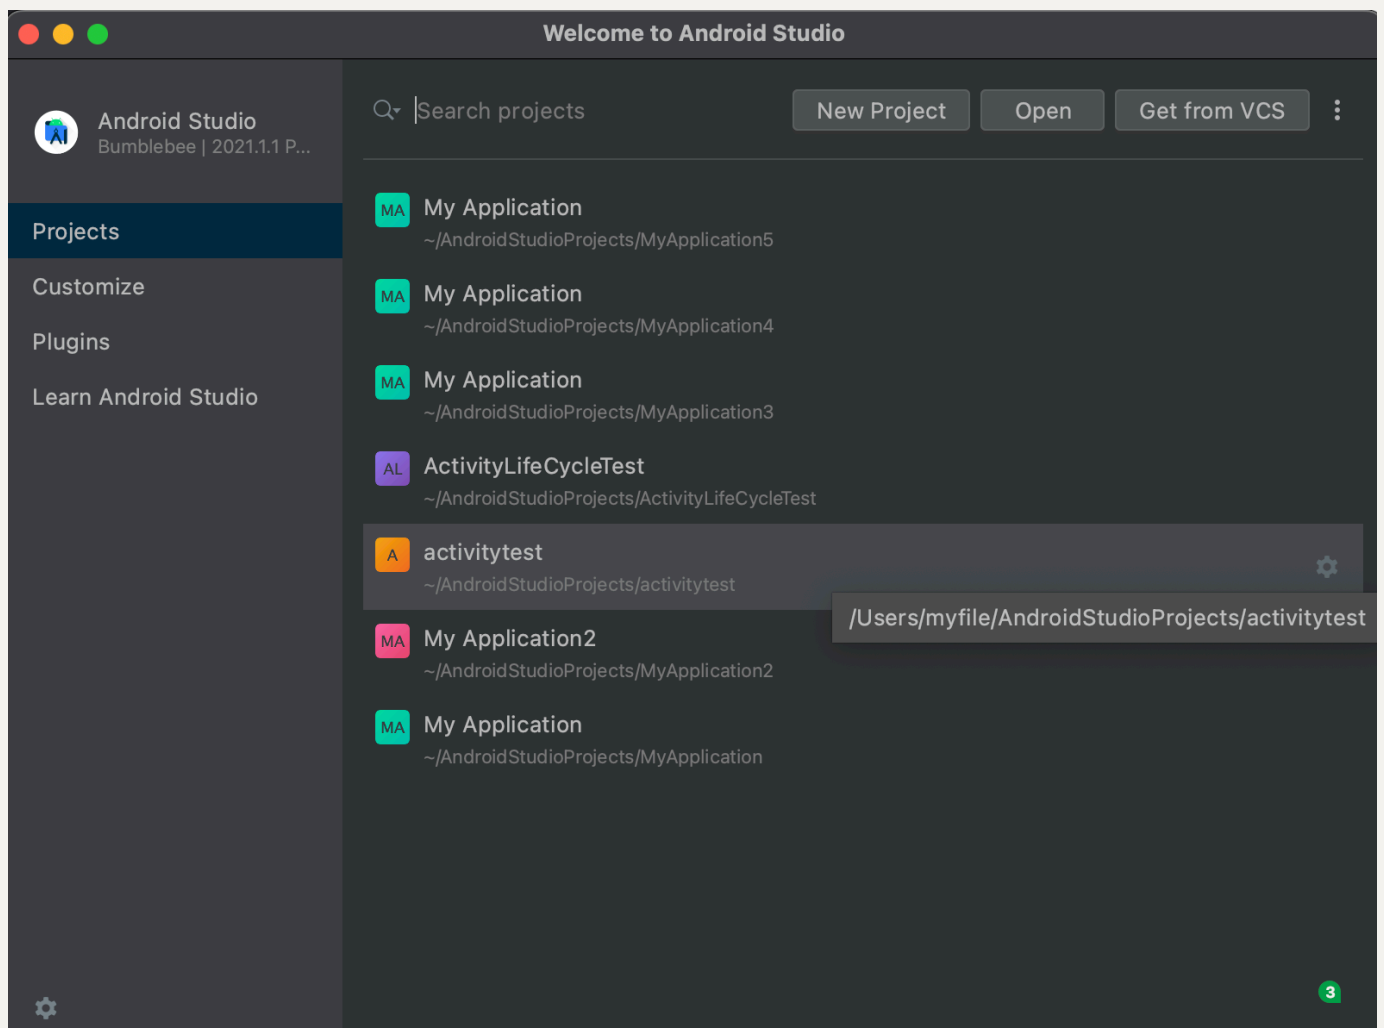 Welcome to Android Studio
Android Studio
Bumblebee | 2021.1.1 P...
Projects
Customize
Plugins
Learn Android Studio
Search projects
New Project
Open
Get from VCS
MA
My Application
~/AndroidStudioProjects/MyApplication5
MA
My Application
~/AndroidStudioProjects/MyApplication4
MA
My Application
~/AndroidStudioProjects/MyApplication3
AL
ActivityLifeCycleTest
~/AndroidStudioProjects/ActivityLifeCycleTest
A
activitytest
~/AndroidStudioProjects/activitytest
/Users/myfile/AndroidStudioProjects/activitytest
MA
My Application2
~/AndroidStudioProjects/MyApplication2
MA
My Application
~/AndroidStudioProjects/MyApplication
3